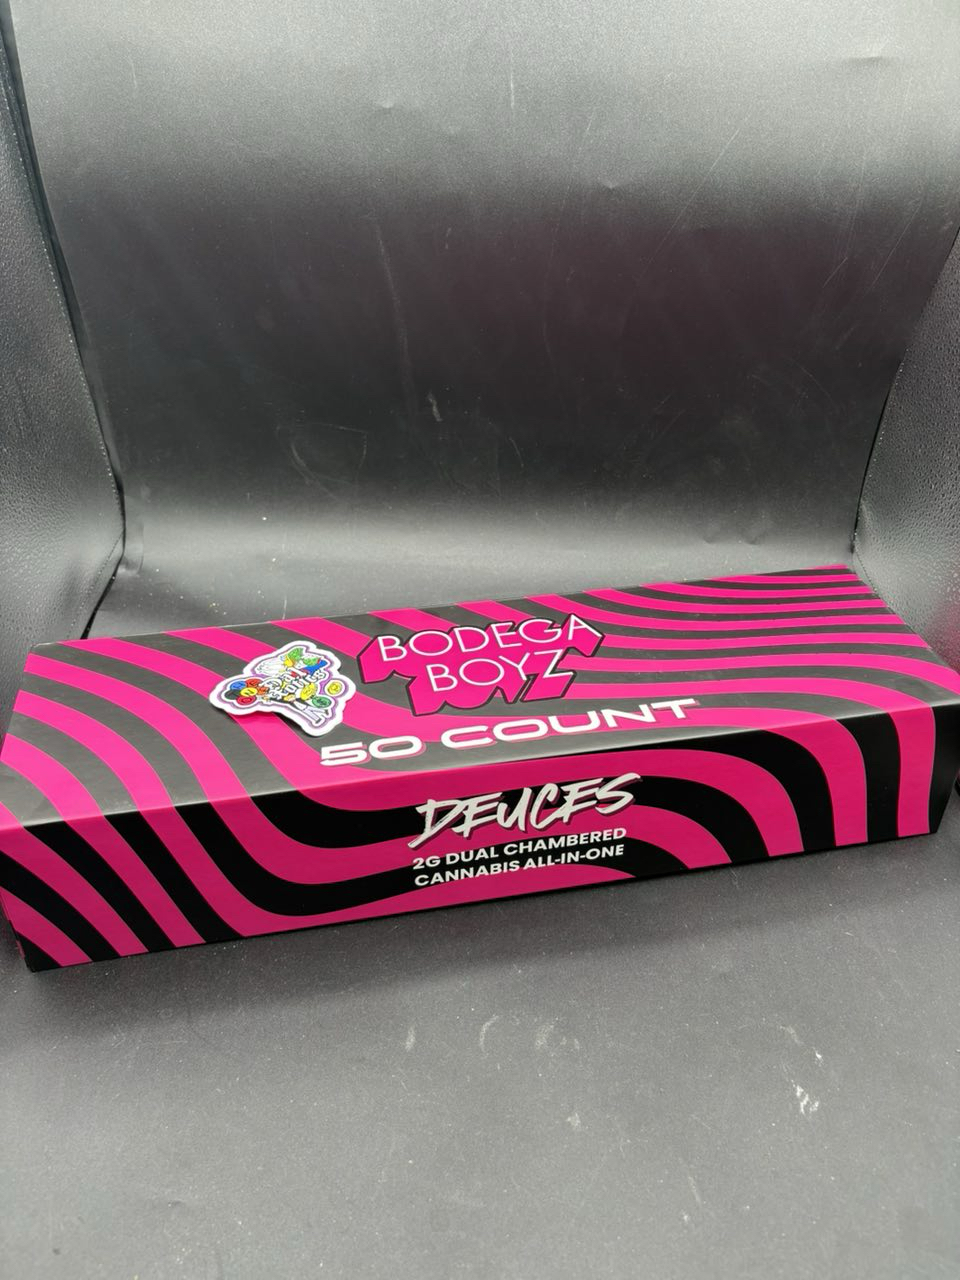 BODEGA
BOYZ
50 COUNT
DEUCES
2G DUAL CHAMBERED
CANNABIS ALL-IN-ONE